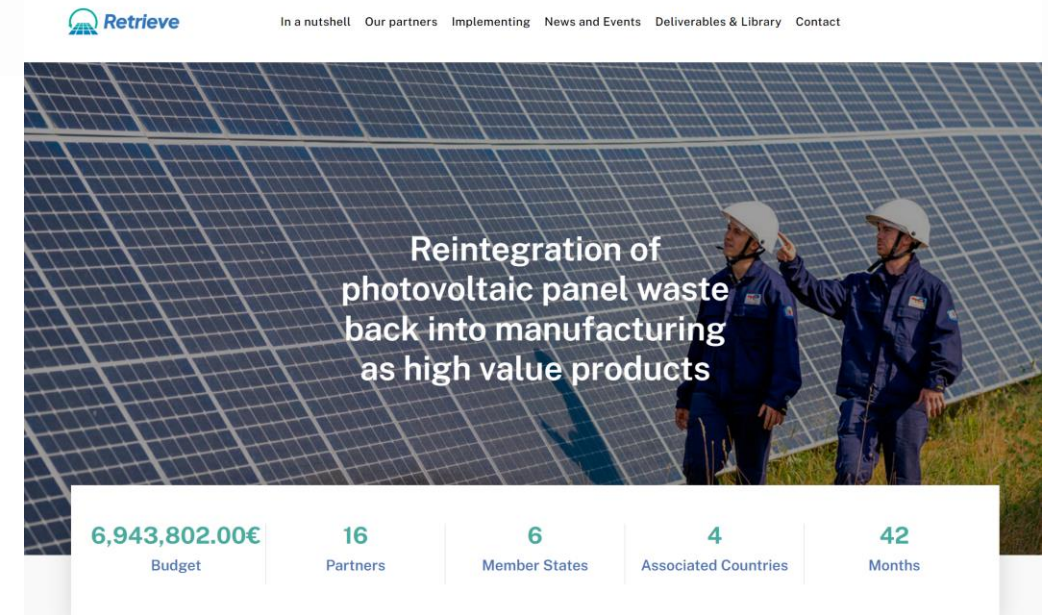 Retrieve
In a nutshell Our partners Implementing News and Events Deliverables & Library Contact
Reintegration of
photovoltaic panel waste
back into manufacturing
as high value products
6,943,802.00€ 16 6 4 42
Budget Partners Member States Associated Countries Months